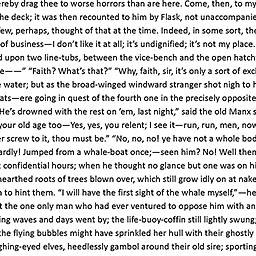 reby drag thee to worse horrors than are here. Come, then, to my
he deck; it was then recounted to him by Flask, not unaccompanie
ew, perhaps, thought of that at the time. Indeed, in some sort, the
of business—I don't like it at all; it's undignified; it's not my place.
d upon two line-tubs, between the vice-bench and the open hatch
e——" "Faith? What's that?" "Why, faith, sir, it's only a sort of exc
e water; but as the broad-winged windward stranger shot nigh to h
ats—ere going in quest of the fourth one in the precisely opposite
He's drowned with the rest on 'em, last night," said the old Manx s
your old age too—Yes, yes, you relent; I see it—run, run, men, now
er screw to it, thou must be." "No, no, no! ye have not a whole bod
ardly! Jumped from a whale-boat once;—seen him? No! Well then
confidential hours; when he thought no glance but one was on hi
nearthed roots of trees blown over, which still grow idly on at nake
n to hint them. "I will have the first sight of the whale myself,"—he
t the one only man who had ever ventured to oppose him with an
ing waves and days went by; the life-buoy-coffin still lightly swung;
the flying bubbles might have sprinkled her hull with their ghostly
ghing-eyed elves, heedlessly gambol around their old sire; sporting